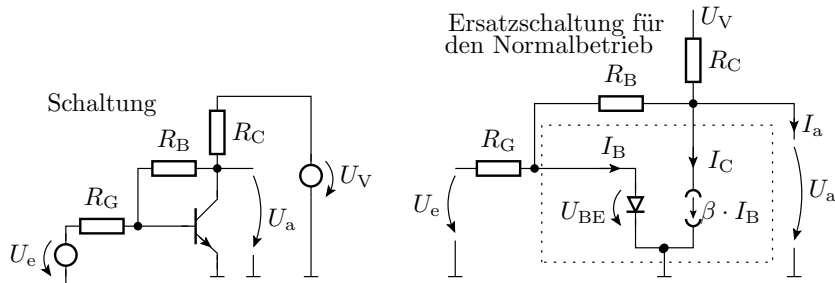 Schaltung
R_C
R_B
R_G
U_e
U_a
U_V
Ersatzschaltung für
den Normalbetrieb
U_V
R_C
R_B
R_G
I_a
I_B
I_C
U_e
U_BE
β · I_B
U_a